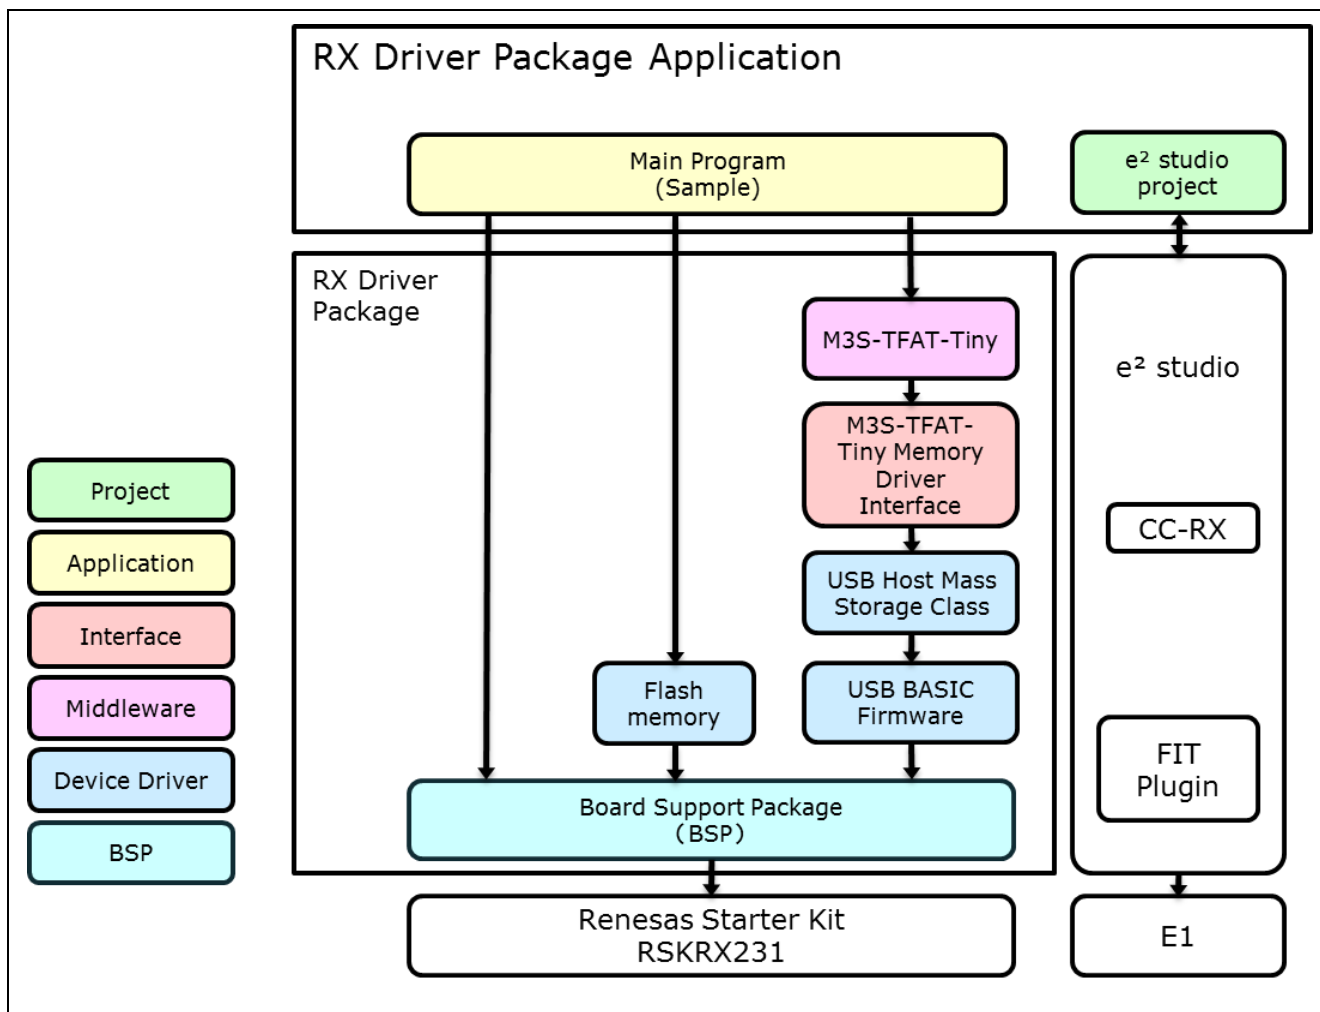 RX Driver Package Application
Main Program
(Sample)
e² studio
project
RX Driver
Package
M3S-TFAT-Tiny
M3S-TFAT-
Tiny Memory
Driver
Interface
USB Host Mass
Storage Class
Flash
memory
USB BASIC
Firmware
Board Support Package
(BSP)
Renesas Starter Kit
RSKRX231
e² studio
CC-RX
FIT
Plugin
E1
Project
Application
Interface
Middleware
Device Driver
BSP